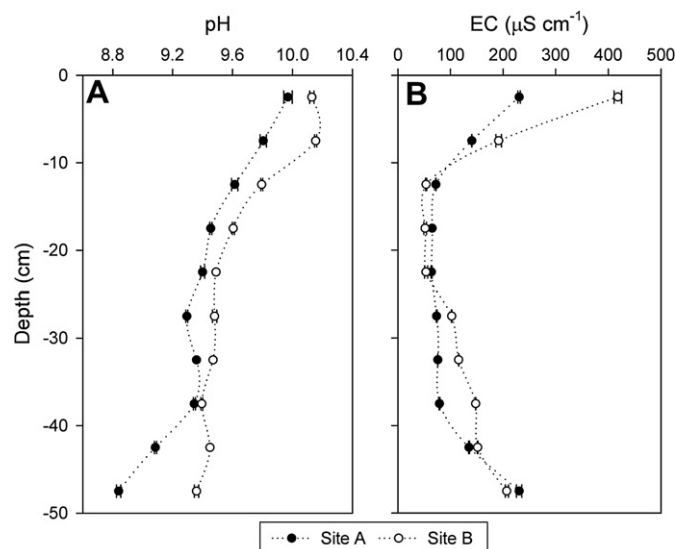 pH
EC (μS cm⁻¹)
8.8 9.2 9.6 10.0 10.4
0 100 200 300 400 500
A
B
0
-10
-20
-30
-40
-50
Depth (cm)
Site A
Site B